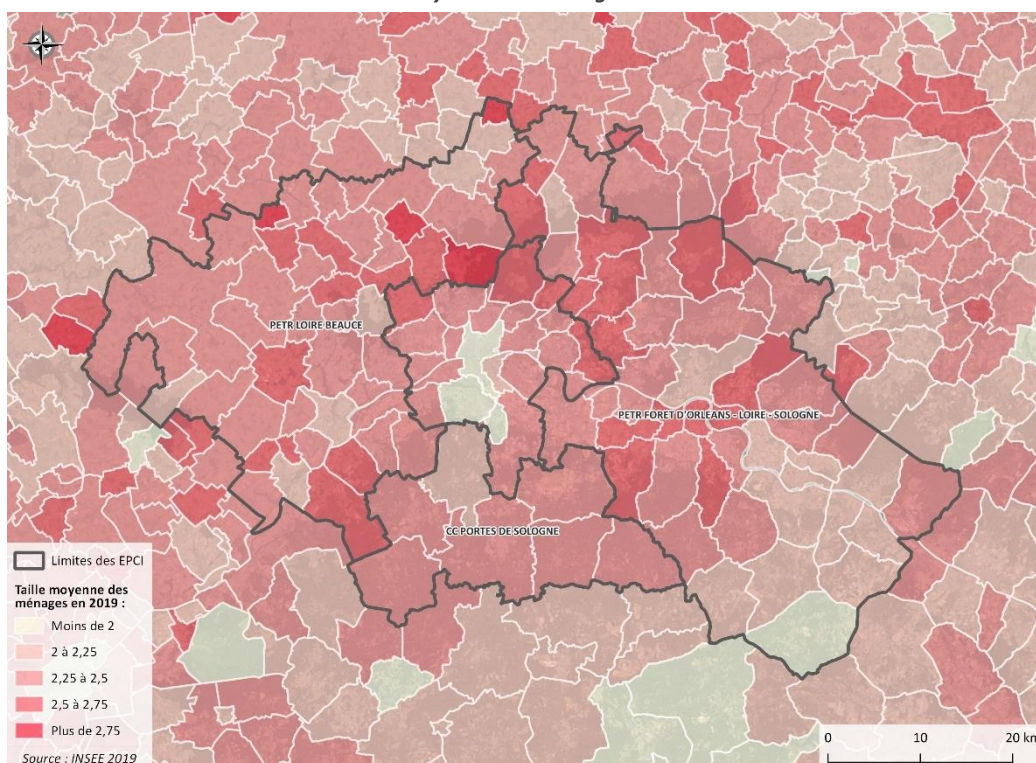 PETR LOIRE BEAUCE
PETR FORET D'ORLEANS - LOIRE - SOLOGNE
CC PORTES DE SOLOGNE
Limites des EPCI
Taille moyenne des
ménages en 2019 :
Moins de 2
2 à 2,25
2,25 à 2,5
2,5 à 2,75
Plus de 2,75
Source : INSEE 2019
0 10 20 km